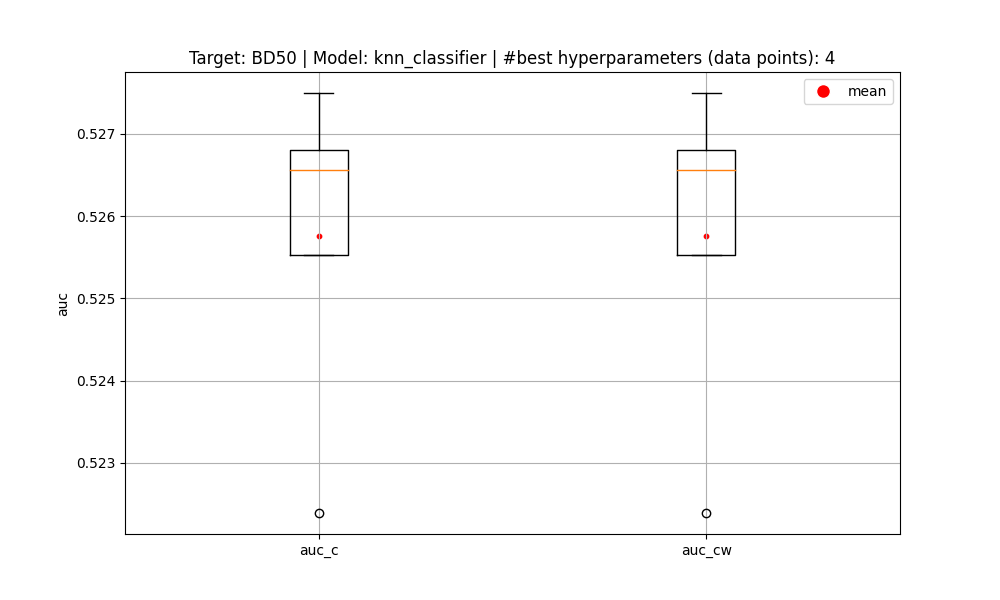 Target: BD50 | Model: knn_classifier | #best hyperparameters (data points): 4
mean
0.527
0.526
0.525
0.524
0.523
auc
auc_c
auc_cw